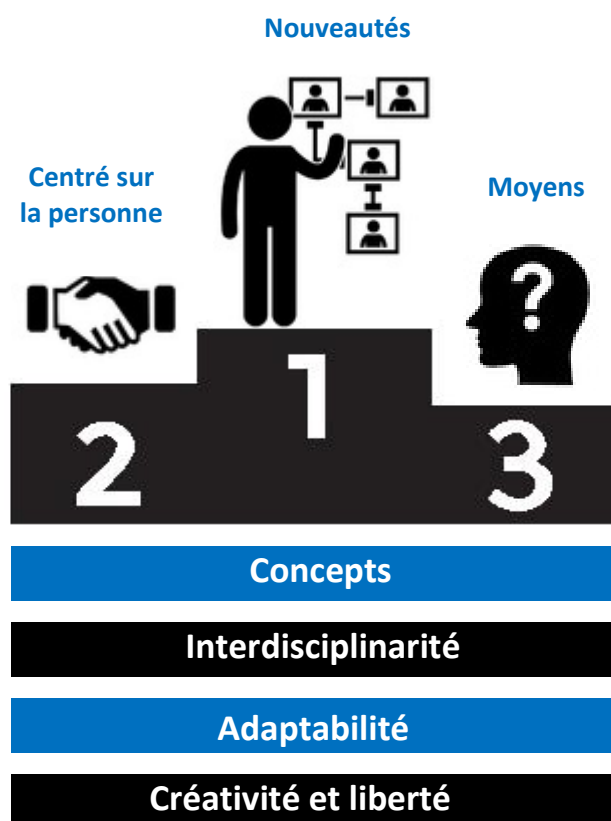 Nouveautés
Centré sur
la personne
Moyens
?
1
2
3
Concepts
Interdisciplinarité
Adaptabilité
Créativité et liberté